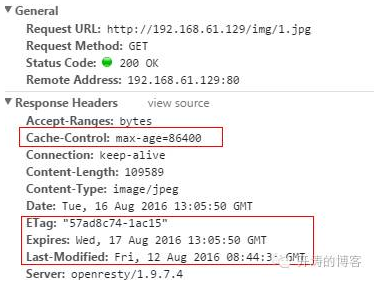 General
Request URL: http://192.168.61.129/img/1.jpg
Request Method: GET
Status Code: 200 OK
Remote Address: 192.168.61.129:80
Response Headers view source
Accept-Ranges: bytes
Cache-Control: max-age=86400
Connection: keep-alive
Content-Length: 109589
Content-Type: image/jpeg
Date: Tue, 16 Aug 2016 13:05:50 GMT
ETag: "57ad8c74-1ac15"
Expires: Wed, 17 Aug 2016 13:05:50 GMT
Last-Modified: Fri, 12 Aug 2016 GMT
Server: openresty/1.9.7.4
开涛的博客